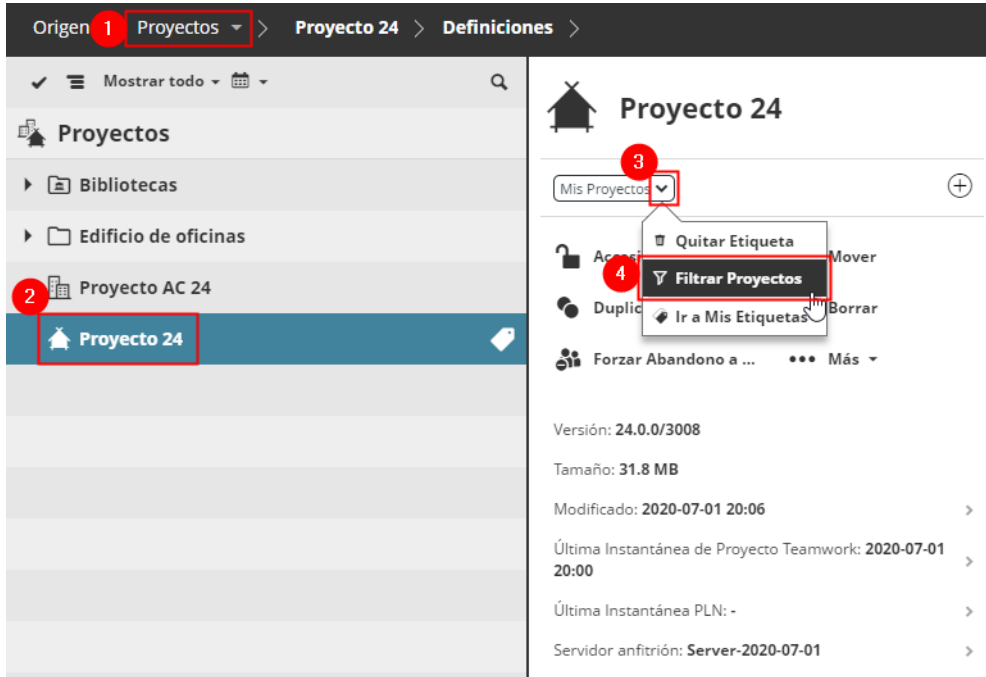 Origen 1 Proyectos > Proyecto 24 > Definiciones >
Mostrar todo
Proyectos
Bibliotecas
Edificio de oficinas
Proyecto AC 24
2
Proyecto 24
Proyecto 24
3
Mis Proyectos
Quitar Etiqueta
Accesi Mover
4 Filtrar Proyectos
Duplic Borrar
Ir a Mis Etiquetas
Forzar Abandono a ... ••• Más
Versión: 24.0.0/3008
Tamaño: 31.8 MB
Modificado: 2020-07-01 20:06 >
Última Instantánea de Proyecto Teamwork: 2020-07-01
20:00 >
Última Instantánea PLN: - >
Servidor anfitrión: Server-2020-07-01 >